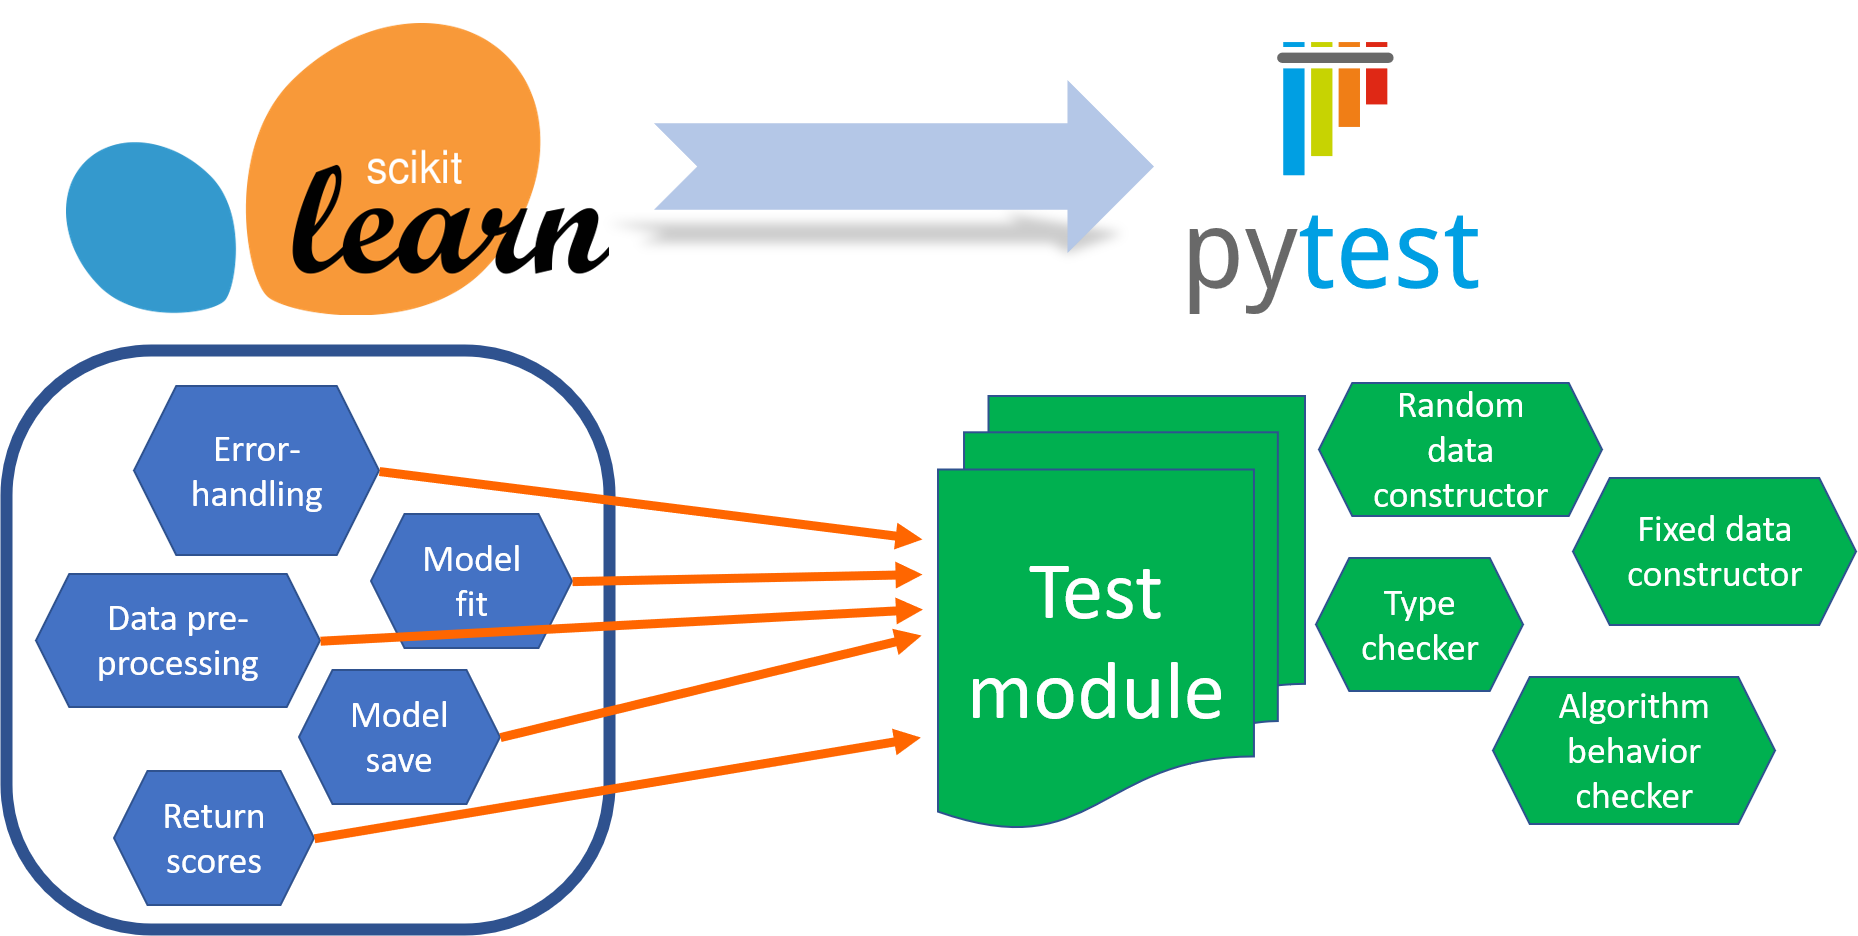 scikit
learn
pytest
Error-
handling
Model
fit
Data pre-
processing
Model
save
Return
scores
Test
module
Random
data
constructor
Fixed data
constructor
Type
checker
Algorithm
behavior
checker